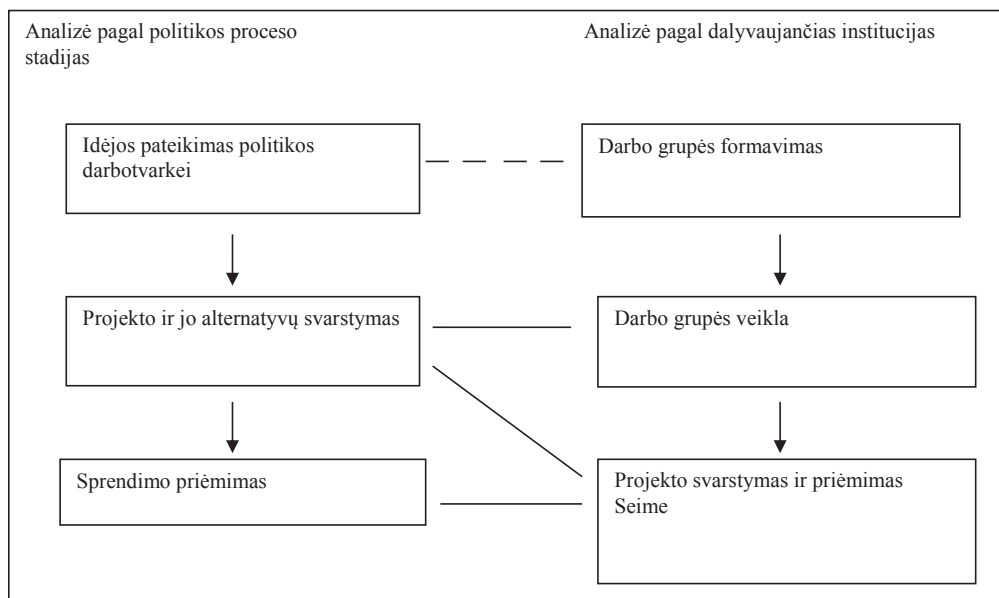 Analizė pagal politikos proceso
stadijas
Analizė pagal dalyvaujančias institucijas
Idėjos pateikimas politikos
darbotvarkei
Darbo grupės formavimas
Projekto ir jo alternatyvų svarstymas
Darbo grupės veikla
Sprendimo priėmimas
Projekto svarstymas ir priėmimas
Seime